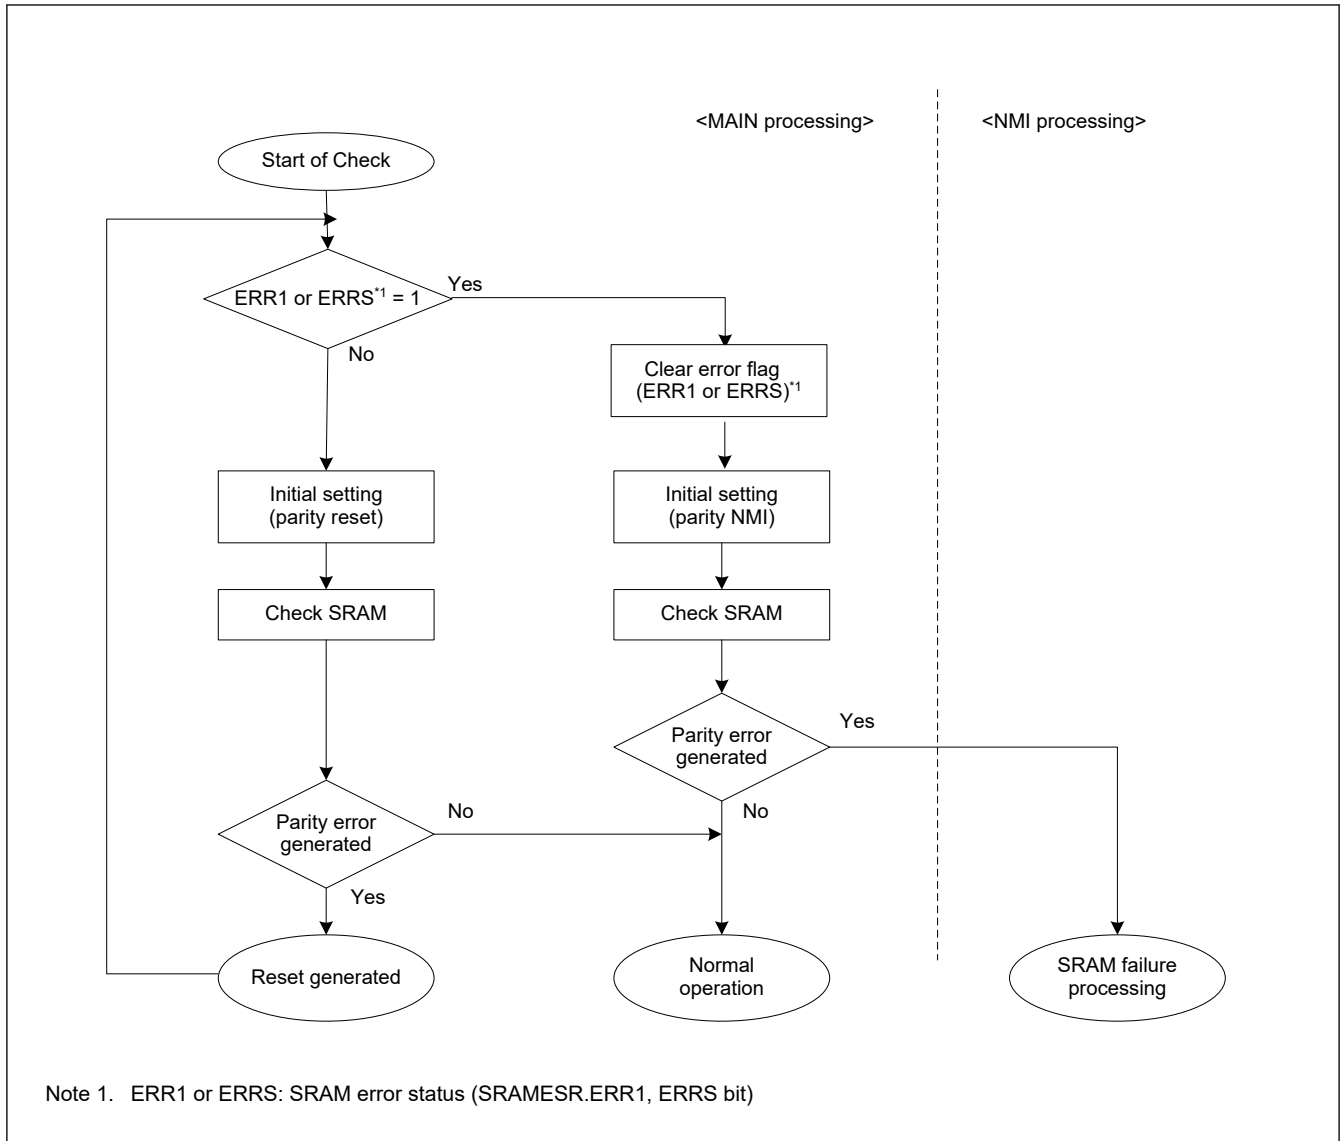 <MAIN processing>
<NMI processing>
Start of Check
ERR1 or ERRS*1 = 1
Yes
No
Clear error flag
(ERR1 or ERRS)*1
Initial setting
(parity reset)
Initial setting
(parity NMI)
Check SRAM
Check SRAM
Parity error
generated
Yes
No
Parity error
generated
No
Yes
Reset generated
Normal
operation
SRAM failure
processing
Note 1. ERR1 or ERRS: SRAM error status (SRAMESR.ERR1, ERRS bit)